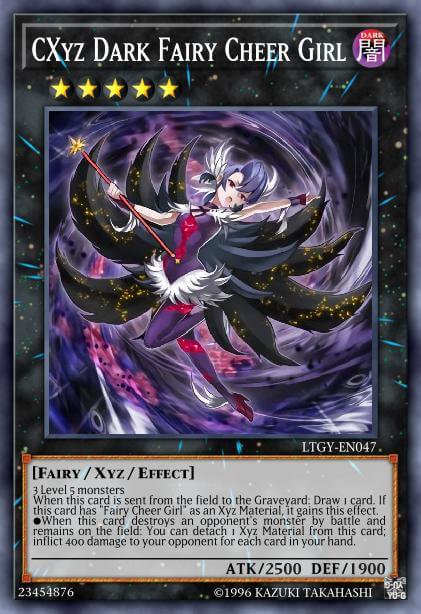 CXyz Dark Fairy Cheer Girl
DARK
闇
LTGY-EN047
[Fairy / Xyz / Effect]
3 Level 5 monsters
When this card is sent from the field to the Graveyard: Draw 1 card. If
this card has "Fairy Cheer Girl" as an Xyz Material, it gains this effect.
●When this card destroys an opponent's monster by battle and
remains on the field: You can detach 1 Xyz Material from this card;
inflict 400 damage to your opponent for each card in your hand.
ATK/2500 DEF/1900
23454876 ©1996 KAZUKI TAKAHASHI